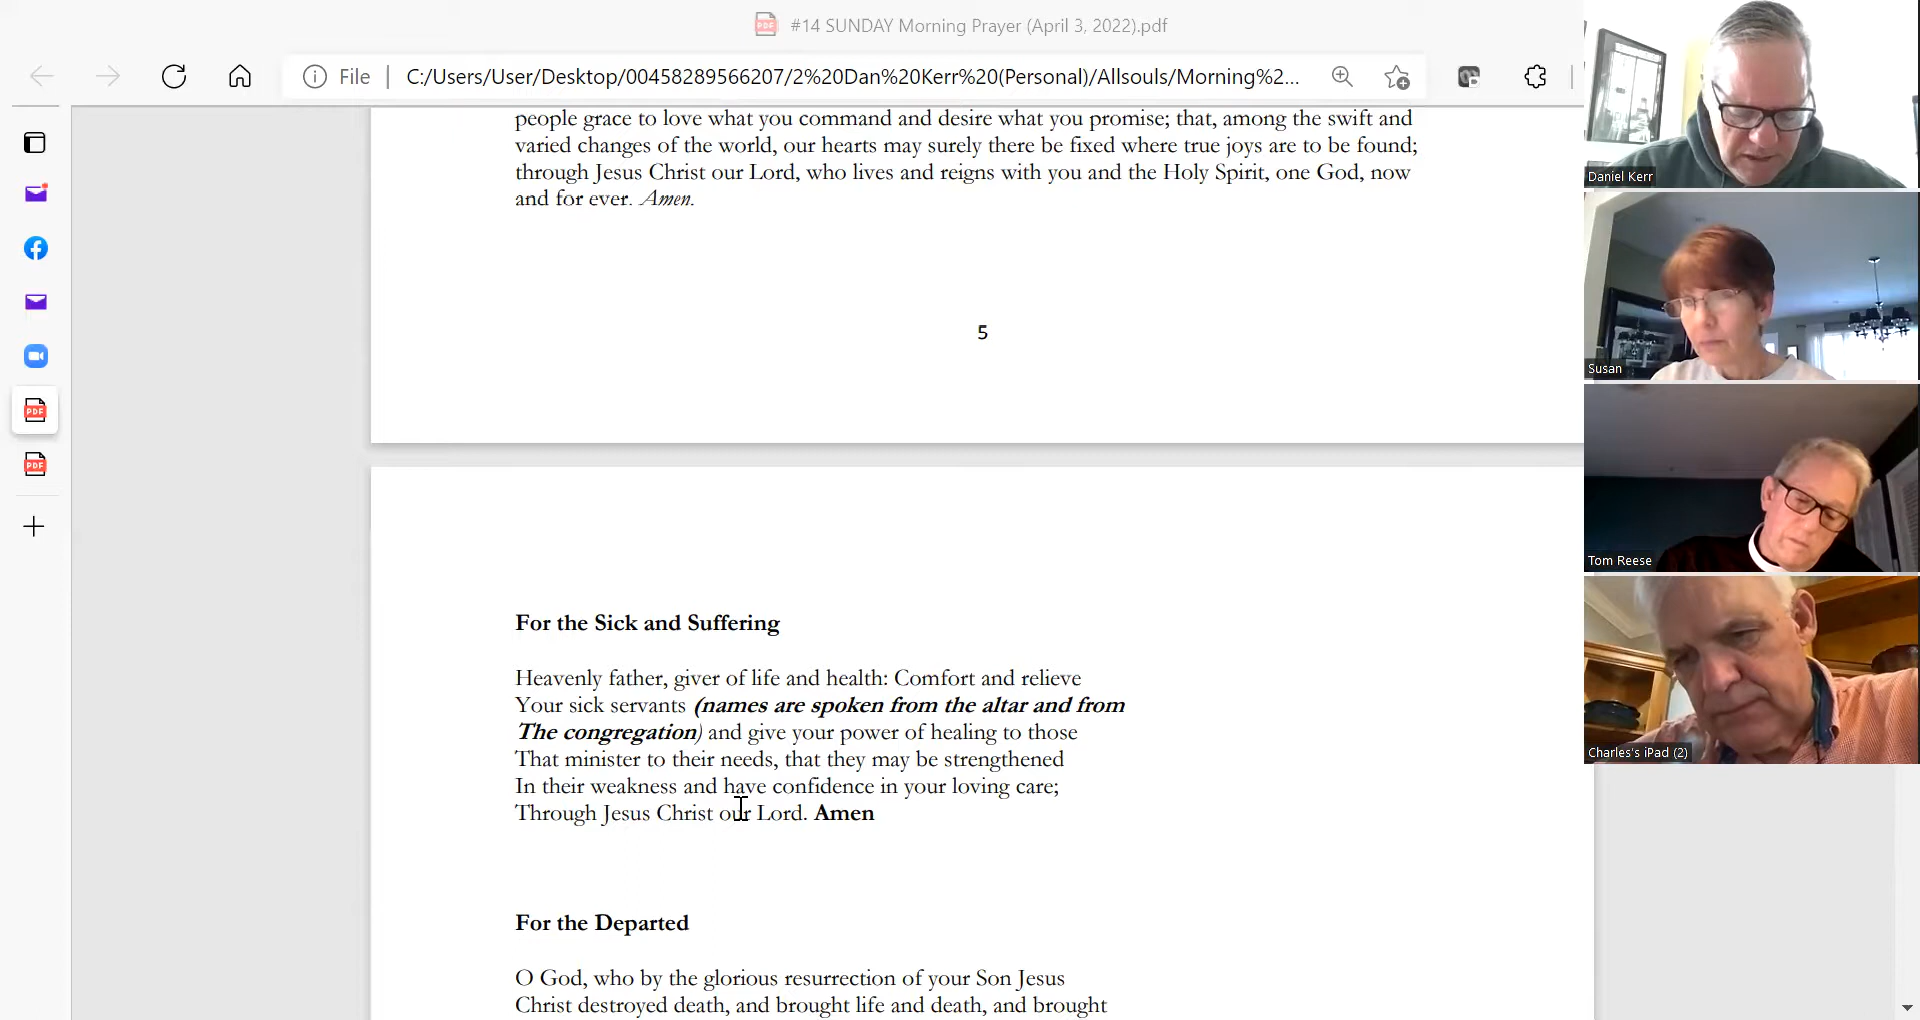 #14 SUNDAY Morning Prayer (April 3, 2022).pdf
File
C:/Users/User/Desktop/00458289566207/2%20Dan%20Kerr%20(Personal)/Allsouls/Morning%2...
people grace to love what you command and desire what you promise; that, among the swift and
varied changes of the world, our hearts may surely there be fixed where true joys are to be found;
through Jesus Christ our Lord, who lives and reigns with you and the Holy Spirit, one God, now
and for ever. Amen.
5
For the Sick and Suffering
Heavenly father, giver of life and health: Comfort and relieve
Your sick servants (names are spoken from the altar and from
The congregation) and give your power of healing to those
That minister to their needs, that they may be strengthened
In their weakness and have confidence in your loving care;
Through Jesus Christ our Lord. Amen
For the Departed
O God, who by the glorious resurrection of your Son Jesus
Christ destroyed death, and brought life and death, and brought
PDF
PDF
PDF
Daniel Kerr
Susan
Tom Reese
Charles's iPad (2)